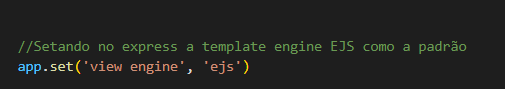 //Setando no express a template engine EJS como a padrão
app.set('view engine', 'ejs')